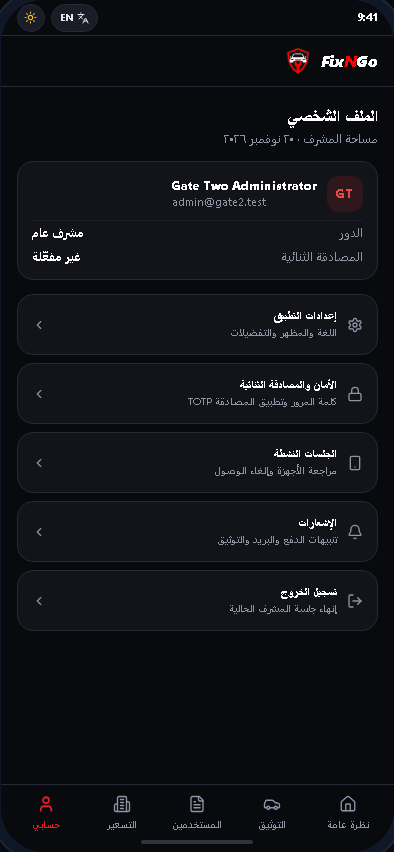 9:41
EN
FixNGo
الملف الشخصي
مساحة المشرف · ٢٠ نوفمبر ٢٠٢٦
GT
Gate Two Administrator
admin@gate2.test
الدور
مشرف عام
المصادقة الثنائية
غير مفعّلة
إعدادات التطبيق
اللغة والمظهر والتفضيلات
الأمان والمصادقة الثنائية
كلمة المرور وتطبيق المصادقة TOTP
الجلسات النشطة
مراجعة الأجهزة وإلغاء الوصول
الإشعارات
تنبيهات الدفع والبريد والتوثيق
تسجيل الخروج
إنهاء جلسة المشرف الحالية
نظرة عامة
التوثيق
المستخدمين
التسعير
حسابي